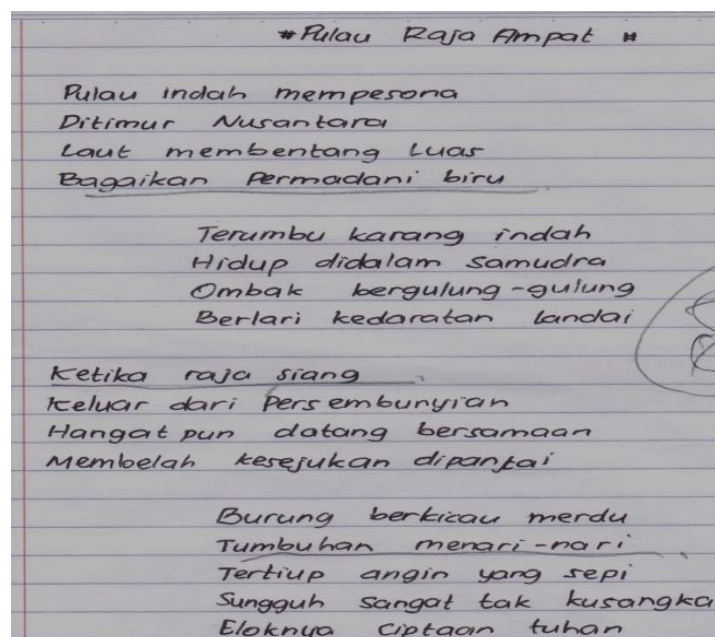 #Pulau Raja Ampat #
Pulau indah mempesona
Ditimur Nusantara
Laut membentang Luas
Bagaikan Permadani biru
Terumbu karang indah
Hidup didalam samudra
Ombak bergulung-gulung
Berlari kedaratan landai
Ketika raja siang
Keluar dari Persembunyian
Hangat pun datang bersamaan
Membelah kesejukan dipantai
Burung berkicau merdu
Tumbuhan menari-nari
Tertiup angin yang sepi
Sungguh sangat tak kusangka
Eloknya ciptaan tuhan